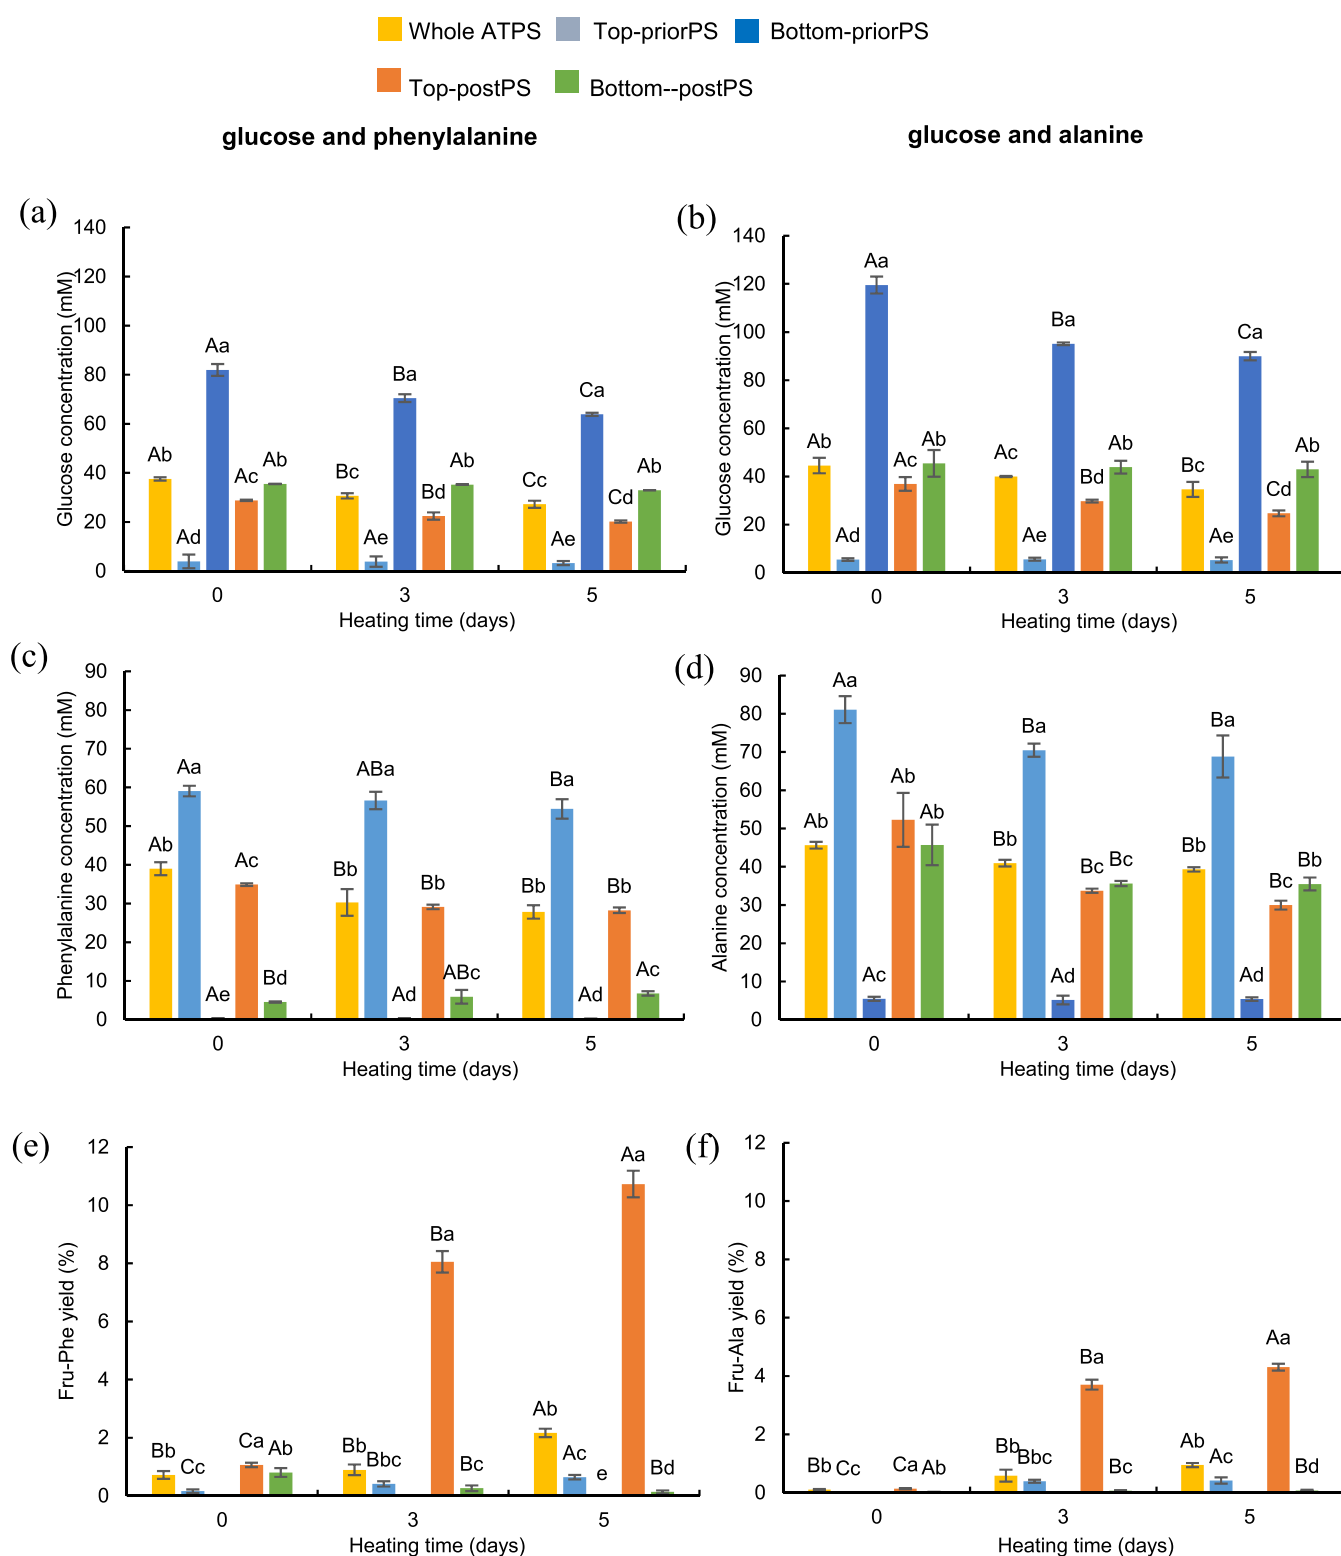 Whole ATPS Top-priorPS Bottom-priorPS
Top-postPS Bottom--postPS
glucose and phenylalanine glucose and alanine
(a)
Glucose concentration (mM)
140
120
100
80
60
40
20
0
Ab Ad Aa Ac Ab
Bc Ae Ba Bd Ab
Cc Ae Ca Cd Ab
0 3 5
Heating time (days)
(b)
Glucose concentration (mM)
140
120
100
80
60
40
20
0
Ab Ad Aa Ac Ab
Ac Ae Ba Bd Ab
Bc Ae Ca Cd Ab
0 3 5
Heating time (days)
(c)
Phenylalanine concentration (mM)
90
80
70
60
50
40
30
20
10
0
Ab Aa Ae Ac Bd
Bb ABa Ad Bb ABc
Bb Ba Ad Bb Ac
0 3 5
Heating time (days)
(d)
Alanine concentration (mM)
90
80
70
60
50
40
30
20
10
0
Ab Aa Ac Ab Ab
Bb Ba Ad Bc Bc
Bb Ba Ad Bc Bb
0 3 5
Heating time (days)
(e)
Fru-Phe yield (%)
12
10
8
6
4
2
0
Bb Cc Ca Ab
Bb Bbc Ba Bc
Ab Ac e Aa Bd
0 3 5
Heating time (days)
(f)
Fru-Ala yield (%)
12
10
8
6
4
2
0
Bb Cc Ca Ab
Bb Bbc Ba Bc
Ab Ac Aa Bd
0 3 5
Heating time (days)